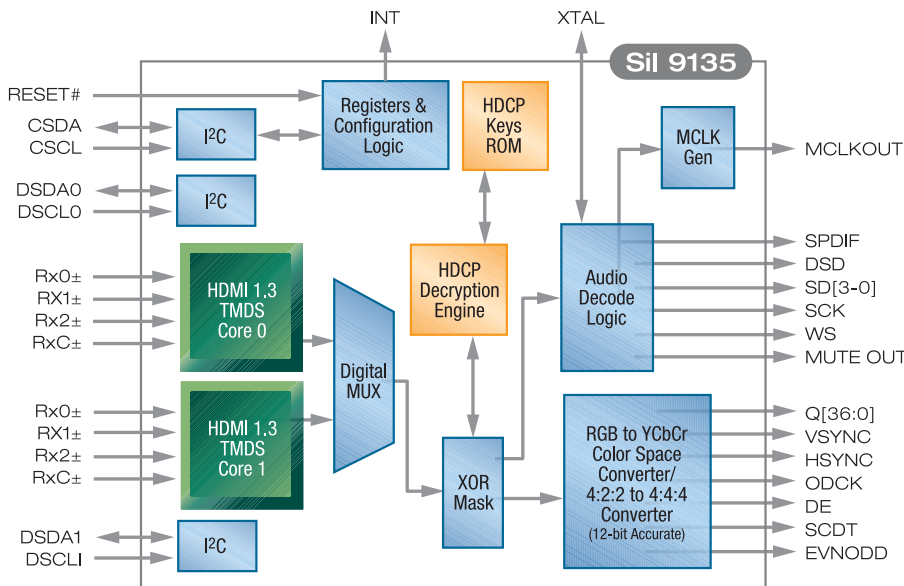 INT
XTAL
SiI 9135
RESET#
CSDA
CSCL
I²C
Registers &
Configuration
Logic
HDCP
Keys
ROM
MCLK
Gen
MCLKOUT
DSDA0
DSCL0
I²C
Rx0±
RX1±
Rx2±
RxC±
HDMI 1.3
TMDS
Core 0
HDCP
Decryption
Engine
Audio
Decode
Logic
SPDIF
DSD
SD[3-0]
SCK
WS
MUTE OUT
Digital
MUX
Rx0±
RX1±
Rx2±
RxC±
HDMI 1.3
TMDS
Core 1
XOR
Mask
RGB to YCbCr
Color Space
Converter/
4:2:2 to 4:4:4
Converter
(12-bit Accurate)
Q[36:0]
VSYNC
HSYNC
ODCK
DE
SCDT
EVNODD
DSDA1
DSCLI
I²C